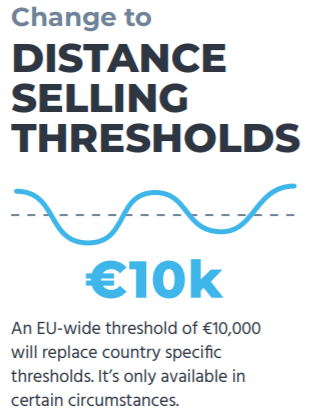 Change to
DISTANCE
SELLING
THRESHOLDS
€10k
An EU-wide threshold of €10,000
will replace country specific
thresholds. It's only available in
certain circumstances.